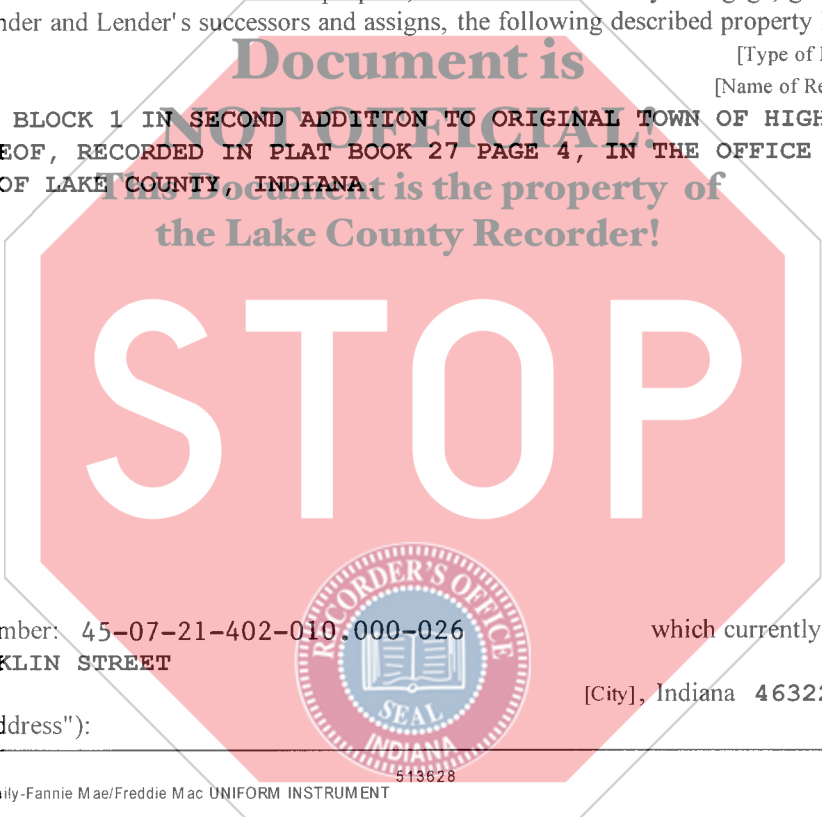 nder and Lender's successors and assigns, the following described property
[Type of
Document is
[Name of Re
BLOCK 1 IN SECOND ADDITION TO ORIGINAL TOWN OF HIGH
NOT OFFICIAL!
EOF, RECORDED IN PLAT BOOK 27 PAGE 4, IN THE OFFICE
OF LAKE COUNTY, INDIANA.
This Document is the property of
the Lake County Recorder!
STOP
RECORDER'S OFFICE
SEAL
INDIANA
mber: 45-07-21-402-010.000-026 which currently
KLIN STREET
[City], Indiana 46322
ddress"):
513628
ily-Fannie Mae/Freddie Mac UNIFORM INSTRUMENT